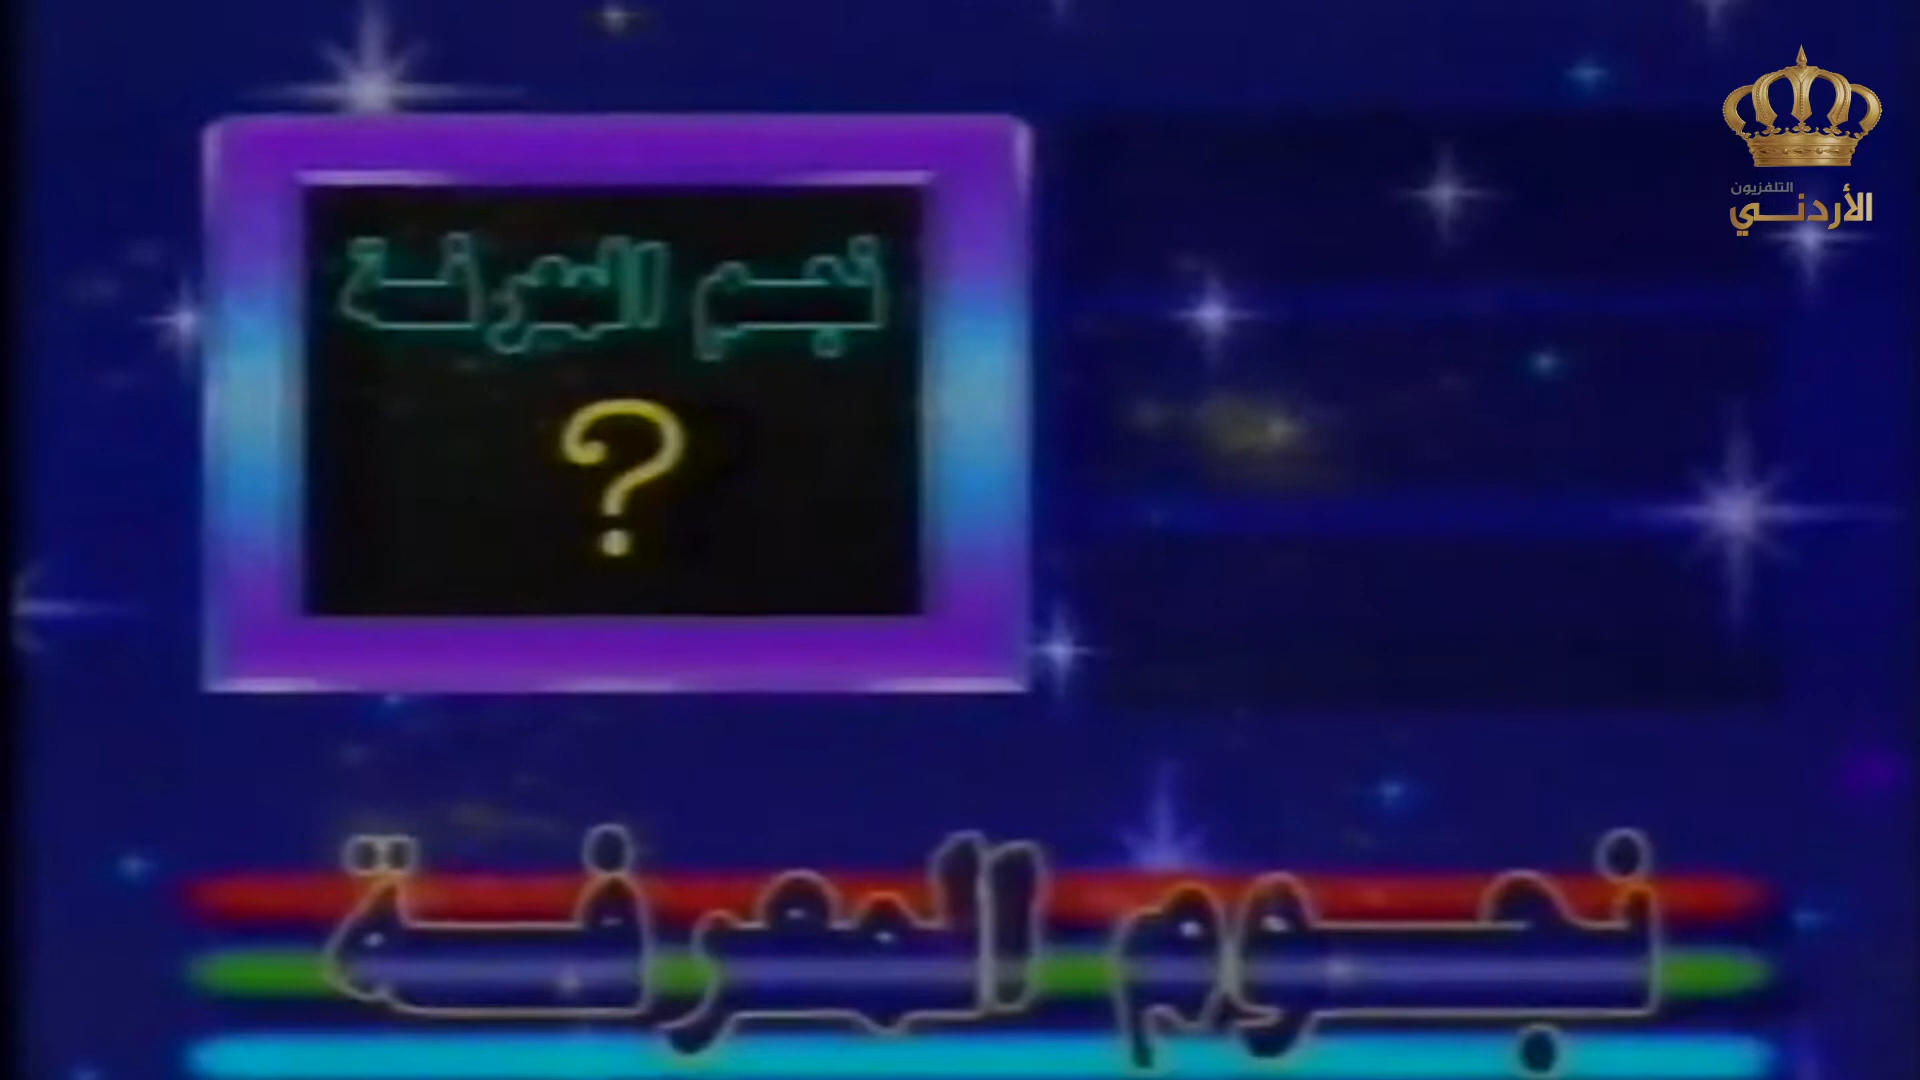 التلفزيون
الأردني
نجم المعرفة
?
نجوم المعرفة